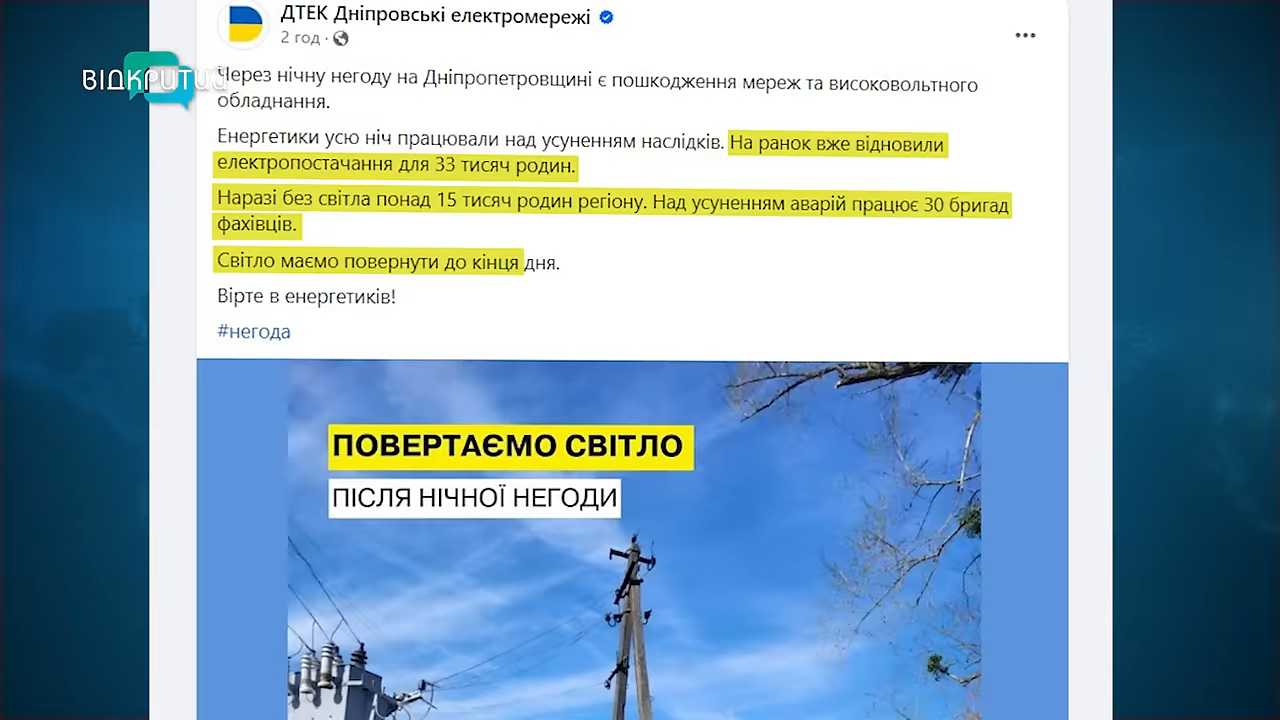 ДТЕК Дніпровські електромережі
2 год ·
ВІДКРИТИЙ
Через нічну негоду на Дніпропетровщині є пошкодження мереж та високовольтного
обладнання.
Енергетики усю ніч працювали над усуненням наслідків. На ранок вже відновили
електропостачання для 33 тисяч родин.
Наразі без світла понад 15 тисяч родин регіону. Над усуненням аварій працює 30 бригад
фахівців.
Світло маємо повернути до кінця дня.
Вірте в енергетиків!
#негода
ПОВЕРТАЄМО СВІТЛО
ПІСЛЯ НІЧНОЇ НЕГОДИ